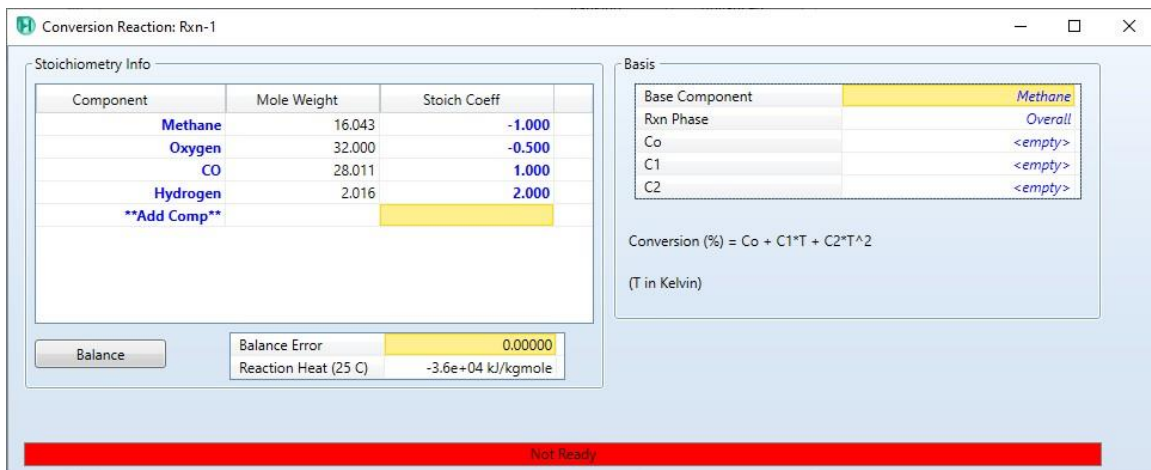 Conversion Reaction: Rxn-1
Stoichiometry Info
Component Mole Weight Stoich Coeff
Methane 16.043 -1.000
Oxygen 32.000 -0.500
CO 28.011 1.000
Hydrogen 2.016 2.000
**Add Comp**
Balance
Balance Error 0.00000
Reaction Heat (25 C) -3.6e+04 kJ/kgmole
Basis
Base Component Methane
Rxn Phase Overall
Co <empty>
C1 <empty>
C2 <empty>
Conversion (%) = Co + C1*T + C2*T^2
(T in Kelvin)
Not Ready